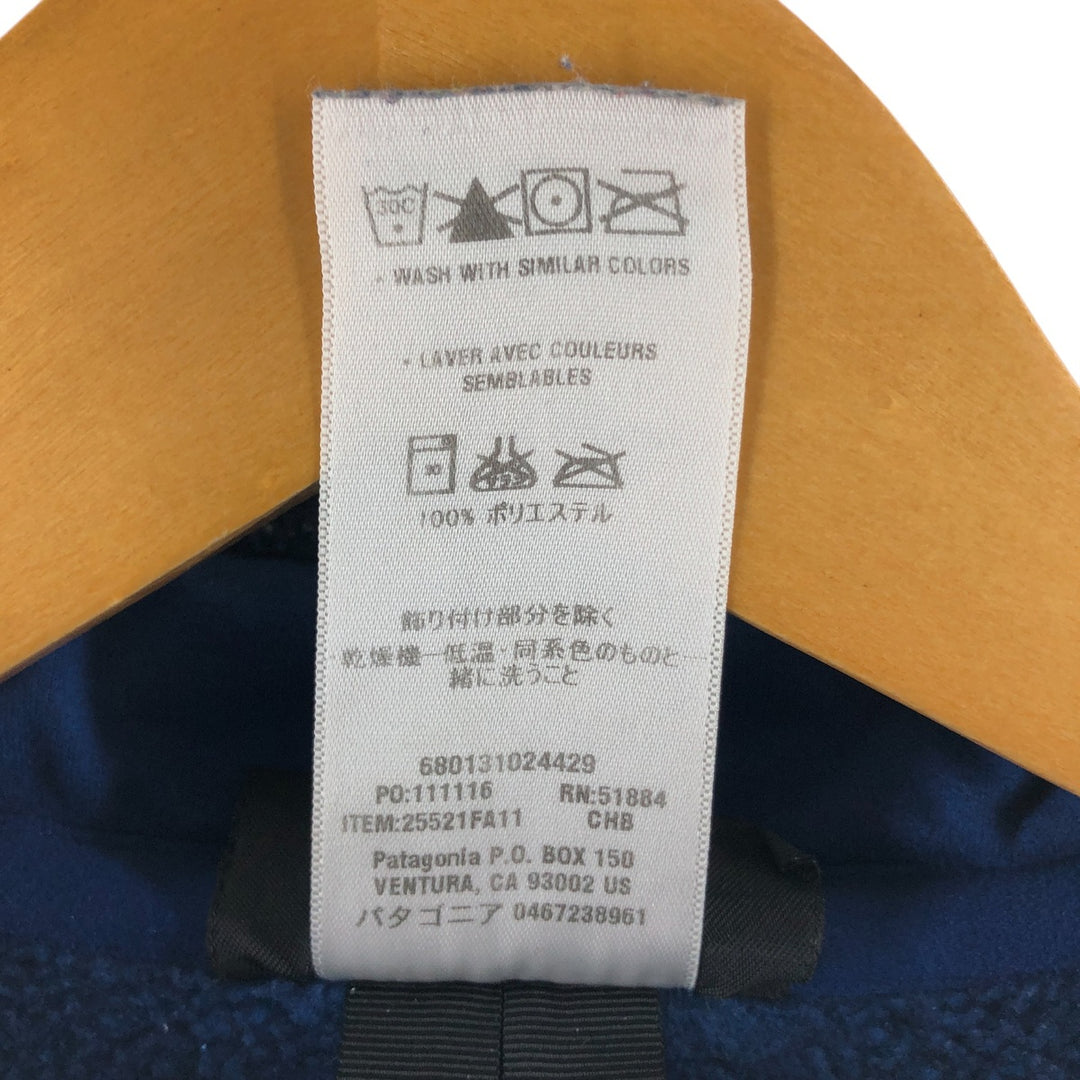 30C
• WASH WITH SIMILAR COLORS
• LAVER AVEC COULEURS
SEMBLABLES
100% ポリエステル
飾り付け部分を除く
乾燥機―低温・同系色のものと一
緒に洗うこと
680131024429
PO:111116 RN:51884
ITEM:25521FA11 CHB
Patagonia P.O. BOX 150
VENTURA, CA 93002 US
パタゴニア 0467238961